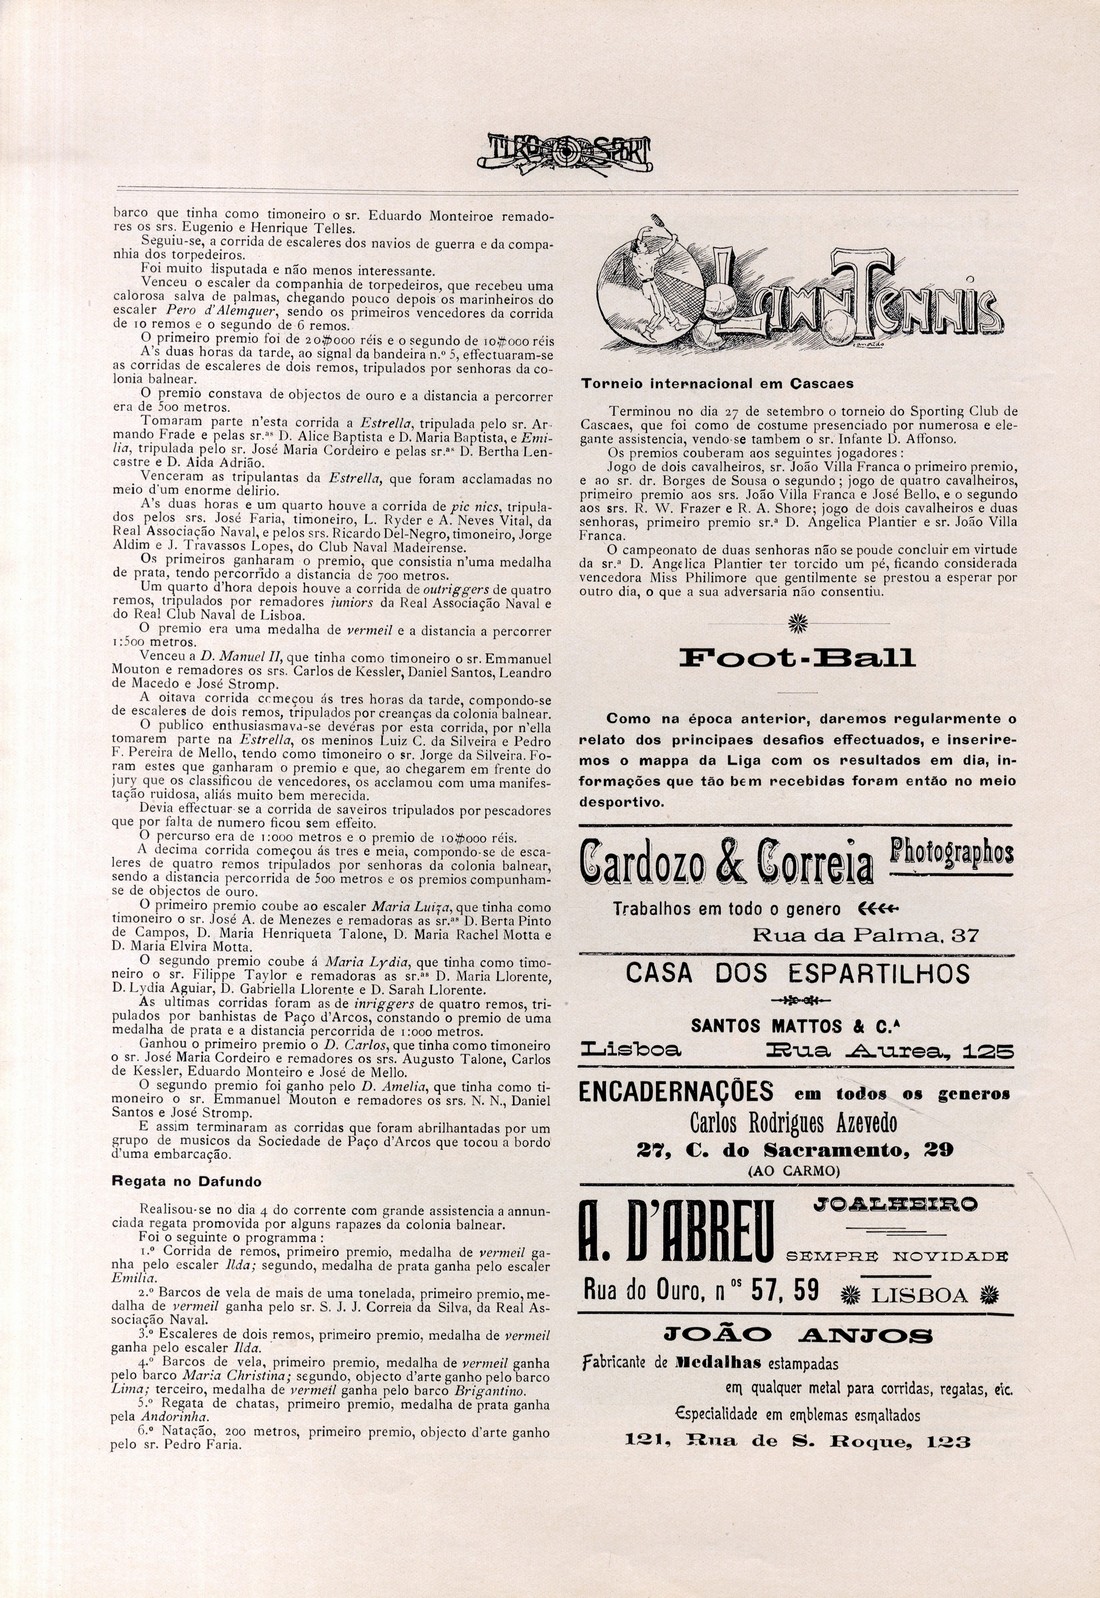 TIRO E SPORT
barco que tinha como timoneiro o sr. Eduardo Monteiroe remado-
res os srs. Eugenio e Henrique Telles.
Seguiu-se, a corrida de escaleres dos navios de guerra e da compa-
nhia dos torpedeiros.
Foi muito disputada e não menos interessante.
Venceu o escaler da companhia de torpedeiros, que recebeu uma
calorosa salva de palmas, chegando pouco depois os marinheiros do
escaler Pero d'Alemquer, sendo os primeiros vencedores da corrida
de 10 remos e o segundo de 6 remos.
O primeiro premio foi de 20$000 réis e o segundo de 10$000 réis
A's duas horas da tarde, ao signal da bandeira n.º 5, effectuaram-se
as corridas de escaleres de dois remos, tripulados por senhoras da co-
lonia balnear.
O premio constava de objectos de ouro e a distancia a percorrer
era de 500 metros.
Tomaram parte n'esta corrida a Estrella, tripulada pelo sr. Ar-
mando Frade e pelas sr.as D. Alice Baptista e D. Maria Baptista, e Emi-
lia, tripulada pelo sr. José Maria Cordeiro e pelas sr.as D. Bertha Len-
castre e D. Aida Adrião.
Venceram as tripulantas da Estrella, que foram acclamadas no
meio d'um enorme delirio.
A's duas horas e um quarto houve a corrida de pic nics, tripula-
dos pelos srs. José Faria, timoneiro, L. Ryder e A. Neves Vital, da
Real Associação Naval, e pelos srs. Ricardo Del-Negro, timoneiro, Jorge
Aldim e J. Travassos Lopes, do Club Naval Madeirense.
Os primeiros ganharam o premio, que consistia n'uma medalha
de prata, tendo percorrido a distancia de 700 metros.
Um quarto d'hora depois houve a corrida de outriggers de quatro
remos, tripulados por remadores juniors da Real Associação Naval e
do Real Club Naval de Lisboa.
O premio era uma medalha de vermeil e a distancia a percorrer
1:500 metros.
Venceu a D. Manuel II, que tinha como timoneiro o sr. Emmanuel
Mouton e remadores os srs. Carlos de Kessler, Daniel Santos, Leandro
de Macedo e José Stromp.
A oitava corrida começou ás tres horas da tarde, compondo-se
de escaleres de dois remos, tripulados por creanças da colonia balnear.
O publico enthusiasmava-se devéras por esta corrida, por n'ella
tomarem parte na Estrella, os meninos Luiz C. da Silveira e Pedro
F. Pereira de Mello, tendo como timoneiro o sr. Jorge da Silveira. Fo-
ram estes que ganharam o premio e que, ao chegarem em frente do
jury que os classificou de vencedores, os acclamou com uma manifes-
tação ruidosa, aliás muito bem merecida.
Devia effectuar-se a corrida de saveiros tripulados por pescadores
que por falta de numero ficou sem effeito.
O percurso era de 1:000 metros e o premio de 10$000 réis.
A decima corrida começou ás tres e meia, compondo-se de esca-
leres de quatro remos tripulados por senhoras da colonia balnear,
sendo a distancia percorrida de 500 metros e os premios compunham-
se de objectos de ouro.
O primeiro premio coube ao escaler Maria Luiza, que tinha como
timoneiro o sr. José A. de Menezes e remadoras as sr.as D. Berta Pinto
de Campos, D. Maria Henriqueta Talone, D. Maria Rachel Motta e
D. Maria Elvira Motta.
O segundo premio coube á Maria Lydia, que tinha como timo-
neiro o sr. Filippe Taylor e remadoras as sr.as D. Maria Llorente,
D. Lydia Aguiar, D. Gabriella Llorente e D. Sarah Llorente.
As ultimas corridas foram as de inriggers de quatro remos, tri-
pulados por banhistas de Paço d'Arcos, constando o premio de uma
medalha de prata e a distancia percorrida de 1:000 metros.
Ganhou o primeiro premio o D. Carlos, que tinha como timoneiro
o sr. José Maria Cordeiro e remadores os srs. Augusto Talone, Carlos
de Kessler, Eduardo Monteiro e José de Mello.
O segundo premio foi ganho pelo D. Amelia, que tinha como ti-
moneiro o sr. Emmanuel Mouton e remadores os srs. N. N., Daniel
Santos e José Stromp.
E assim terminaram as corridas que foram abrilhantadas por um
grupo de musicos da Sociedade de Paço d'Arcos que tocou a bordo
d'uma embarcação.
Regata no Dafundo
Realisou-se no dia 4 do corrente com grande assistencia a annun-
ciada regata promovida por alguns rapazes da colonia balnear.
Foi o seguinte o programma:
1.º Corrida de remos, primeiro premio, medalha de vermeil ga-
nha pelo escaler Ilda; segundo, medalha de prata ganha pelo escaler
Emilia.
2.º Barcos de vela de mais de uma tonelada, primeiro premio, me-
dalha de vermeil ganha pelo sr. S. J. J. Correia da Silva, da Real As-
sociação Naval.
3.º Escaleres de dois remos, primeiro premio, medalha de vermeil
ganha pelo escaler Ilda.
4.º Barcos de vela, primeiro premio, medalha de vermeil ganha
pelo barco Maria Christina; segundo, objecto d'arte ganho pelo barco
Lima; terceiro, medalha de vermeil ganha pelo barco Brigantino.
5.º Regata de chatas, primeiro premio, medalha de prata ganha
pela Andorinha.
6.º Natação, 200 metros, primeiro premio, objecto d'arte ganho
pelo sr. Pedro Faria.
Lawn Tennis
Torneio internacional em Cascaes
Terminou no dia 27 de setembro o torneio do Sporting Club de
Cascaes, que foi como de costume presenciado por numerosa e ele-
gante assistencia, vendo-se tambem o sr. Infante D. Affonso.
Os premios couberam aos seguintes jogadores:
Jogo de dois cavalheiros, sr. João Villa Franca o primeiro premio,
e ao sr. dr. Borges de Sousa o segundo; jogo de quatro cavalheiros,
primeiro premio aos srs. João Villa Franca e José Bello, e o segundo
aos srs. R. W. Frazer e R. A. Shore; jogo de dois cavalheiros e duas
senhoras, primeiro premio sr.a D. Angelica Plantier e sr. João Villa
Franca.
O campeonato de duas senhoras não se poude concluir em virtude
da sr.a D. Angelica Plantier ter torcido um pé, ficando considerada
vencedora Miss Philimore que gentilmente se prestou a esperar por
outro dia, o que a sua adversaria não consentiu.
Foot-Ball
Como na época anterior, daremos regularmente o
relato dos principaes desafios effectuados, e inserire-
mos o mappa da Liga com os resultados em dia, in-
formações que tão bem recebidas foram então no meio
desportivo.
Cardozo & Correia Photographos
Trabalhos em todo o genero
Rua da Palma, 37
CASA DOS ESPARTILHOS
SANTOS MATTOS & C.A
Lisboa Rua Aurea, 125
ENCADERNAÇÕES em todos os generos
Carlos Rodrigues Azevedo
27, C. do Sacramento, 29
(AO CARMO)
A. D'ABREU JOALHEIRO
SEMPRE NOVIDADE
Rua do Ouro, n.os 57, 59 LISBOA
JOÃO ANJOS
Fabricante de Medalhas estampadas
em qualquer metal para corridas, regatas, etc.
Especialidade em emblemas esmaltados
121, Rua de S. Roque, 123